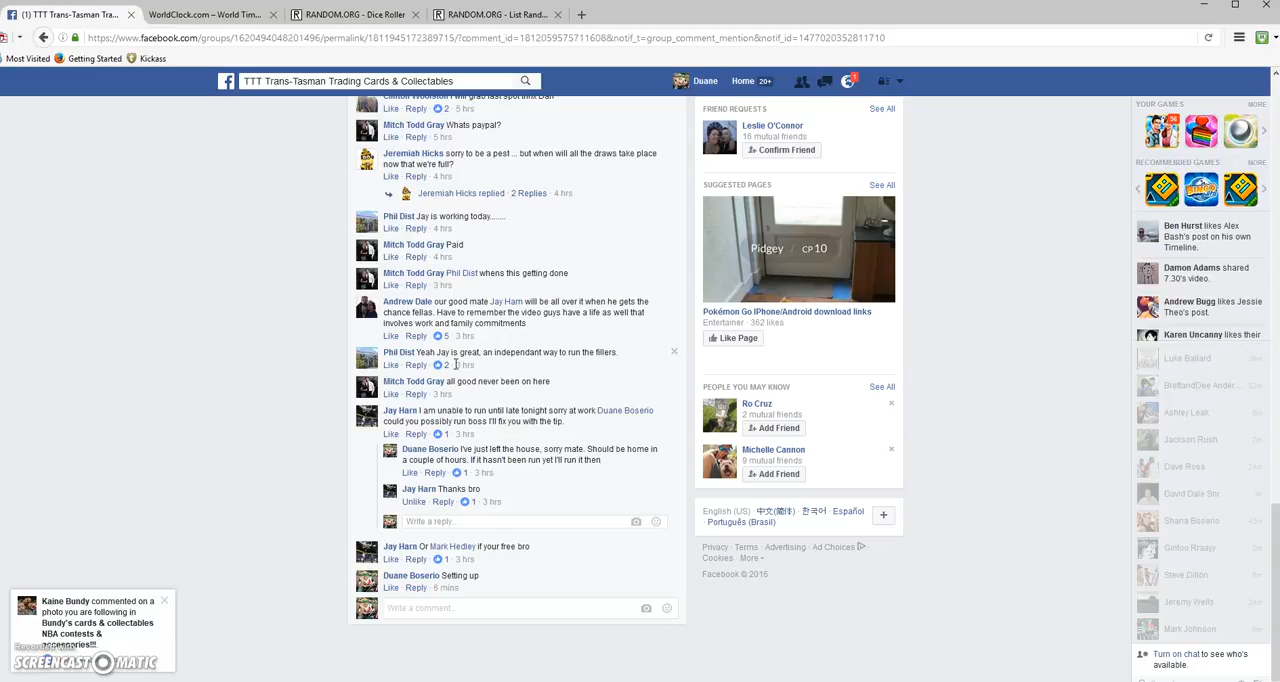 (1) TTT Trans-Tasman Tra...
WorldClock.com – World Tim...
RANDOM.ORG - Dice Roller
RANDOM.ORG - List Rand...
https://www.facebook.com/groups/1620494048201496/permalink/1811945172389715/?comment_id=1812059575711608&notif_t=group_comment_mention&notif_id=1477020352811710
Most Visited
Getting Started
Kickass
TTT Trans-Tasman Trading Cards & Collectables
Duane
Home 20+
1
Like · Reply · 2 · 5 hrs
Mitch Todd Gray Whats paypal?
Like · Reply · 5 hrs
Jeremiah Hicks sorry to be a pest ... but when will all the draws take place
now that we're full?
Like · Reply · 4 hrs
Jeremiah Hicks replied · 2 Replies · 4 hrs
Phil Dist Jay is working today.......
Like · Reply · 4 hrs
Mitch Todd Gray Paid
Like · Reply · 4 hrs
Mitch Todd Gray Phil Dist whens this getting done
Like · Reply · 3 hrs
Andrew Dale our good mate Jay Harn will be all over it when he gets the
chance fellas. Have to remember the video guys have a life as well that
involves work and family commitments
Like · Reply · 5 · 3 hrs
Phil Dist Yeah Jay is great, an independant way to run the fillers.
Like · Reply · 2 · 3 hrs
Mitch Todd Gray all good never been on here
Like · Reply · 3 hrs
Jay Harn I am unable to run until late tonight sorry at work Duane Boserio
could you possibly run boss I'll fix you with the tip.
Like · Reply · 1 · 3 hrs
Duane Boserio I've just left the house, sorry mate. Should be home in
a couple of hours. If it hasn't been run yet I'll run it then
Like · Reply · 1 · 3 hrs
Jay Harn Thanks bro
Unlike · Reply · 1 · 3 hrs
Write a reply...
Jay Harn Or Mark Hedley if your free bro
Like · Reply · 1 · 3 hrs
Duane Boserio Setting up
Like · Reply · 6 mins
Write a comment...
FRIEND REQUESTS
See All
Leslie O'Connor
16 mutual friends
Confirm Friend
SUGGESTED PAGES
See All
Pidgey / CP 10
Pokémon Go IPhone/Android download links
Entertainer · 362 likes
Like Page
PEOPLE YOU MAY KNOW
See All
Ro Cruz
2 mutual friends
Add Friend
Michelle Cannon
9 mutual friends
Add Friend
English (US) · 中文(简体) · 한국어 · Español ·
Português (Brasil)
Privacy · Terms · Advertising · Ad Choices ·
Cookies · More
Facebook © 2016
YOUR GAMES
MORE
RECOMMENDED GAMES
MORE
Ben Hurst likes Alex
Bash's post on his own
Timeline.
Damon Adams shared
7.30's video.
Andrew Bugg likes Jessie
Theo's post.
Karen Uncanny likes their
Luke Ballard
BrettandDee Ander...
Ashley Leak
Jackson Rush
Dave Ross
David Dale Snr
Shana Boserio
Gintoo Rraayy
Steve Dilton
Jeremy Wells
Mark Johnson
Turn on chat to see who's
available.
Kaine Bundy commented on a
photo you are following in
Bundy's cards & collectables
NBA contests &
accessories!!!
SCREENCAST-O-MATIC